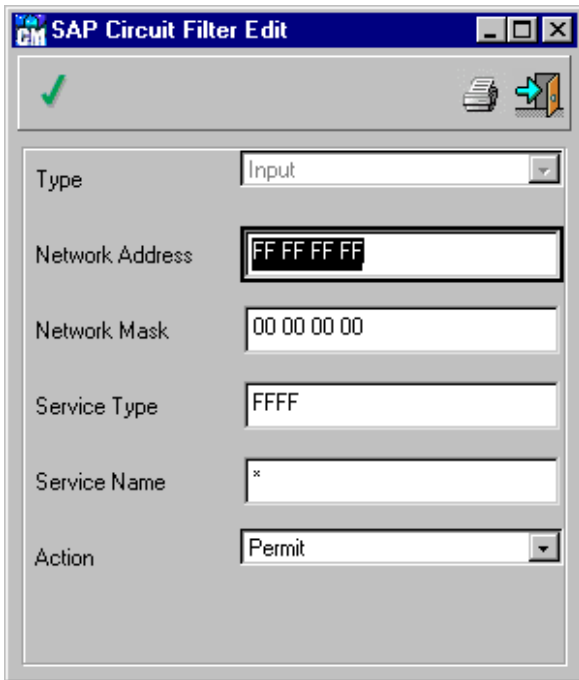 CM SAP Circuit Filter Edit
Type Input
Network Address FF FF FF FF
Network Mask 00 00 00 00
Service Type FFFF
Service Name *
Action Permit